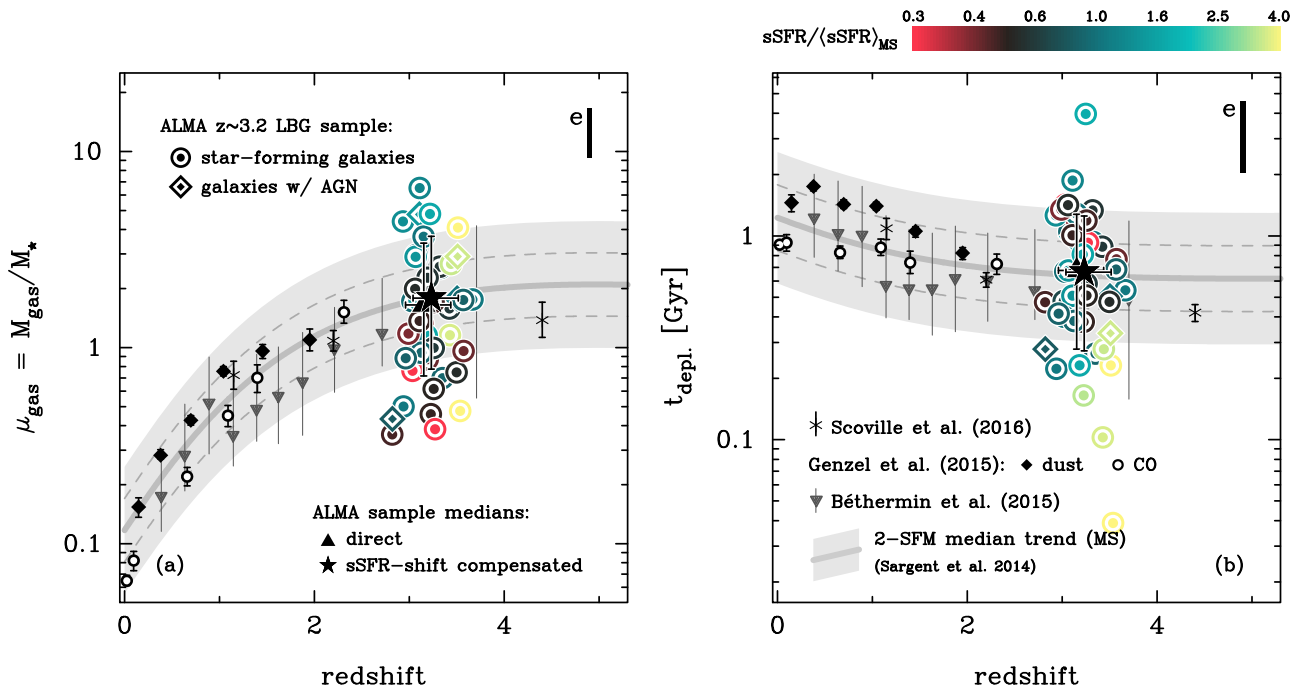 0.3 0.4 0.6 1.0 1.6 2.5 4.0
sSFR/⟨sSFR⟩MS
μgas = Mgas/M⋆
10
1
0.1
ALMA z~3.2 LBG sample:
star-forming galaxies
galaxies w/ AGN
e
ALMA sample medians:
direct
sSFR-shift compensated
(a)
0 2 4
redshift
tdepl. [Gyr]
1
0.1
e
Scoville et al. (2016)
Genzel et al. (2015): dust CO
Béthermin et al. (2015)
2-SFM median trend (MS)
(Sargent et al. 2014)
(b)
0 2 4
redshift